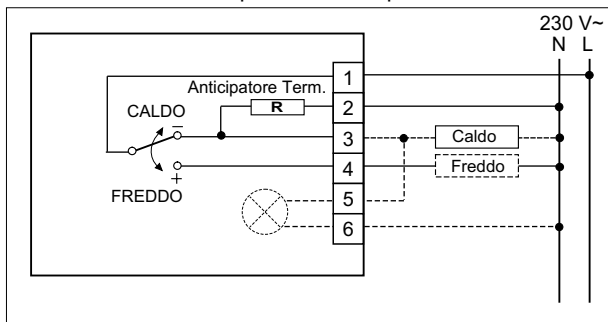 230 V~
N L
1
Anticipatore Term.
R
2
CALDO
−
3
Caldo
4
Freddo
+
FREDDO
5
6